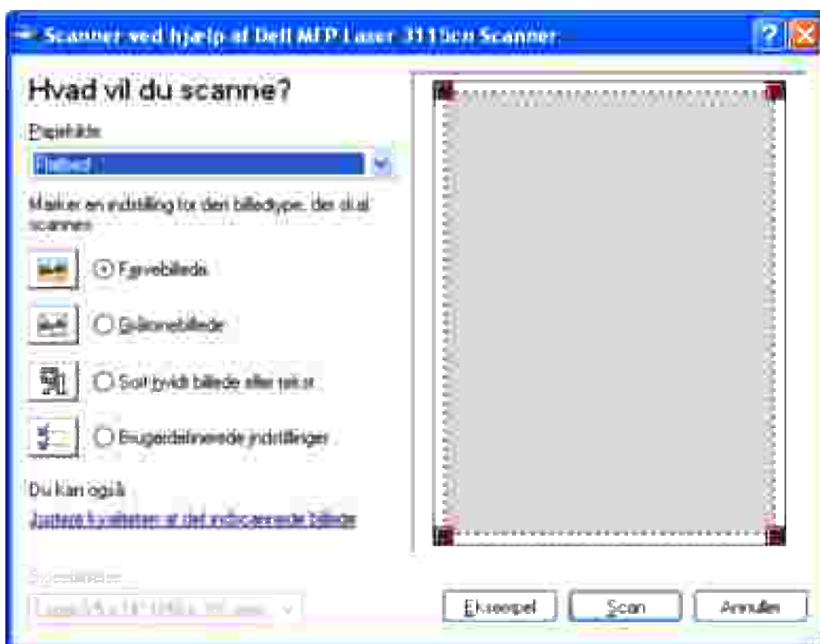 Scanner ved hjælp af Dell MFP Laser 3115cn Scanner
Hvad vil du scanne?
Papirkilde
Flatbed
Marker en indstilling for den billedtype, der skal
scannes
Farvebillede
Gråtonebillede
Sort hvidt billede eller tekst
Brugerdefinerede indstillinger
Du kan også
Justere kvaliteten af det indscannede billede
Sidestørrelse
Eksempel
Scan
Annuller